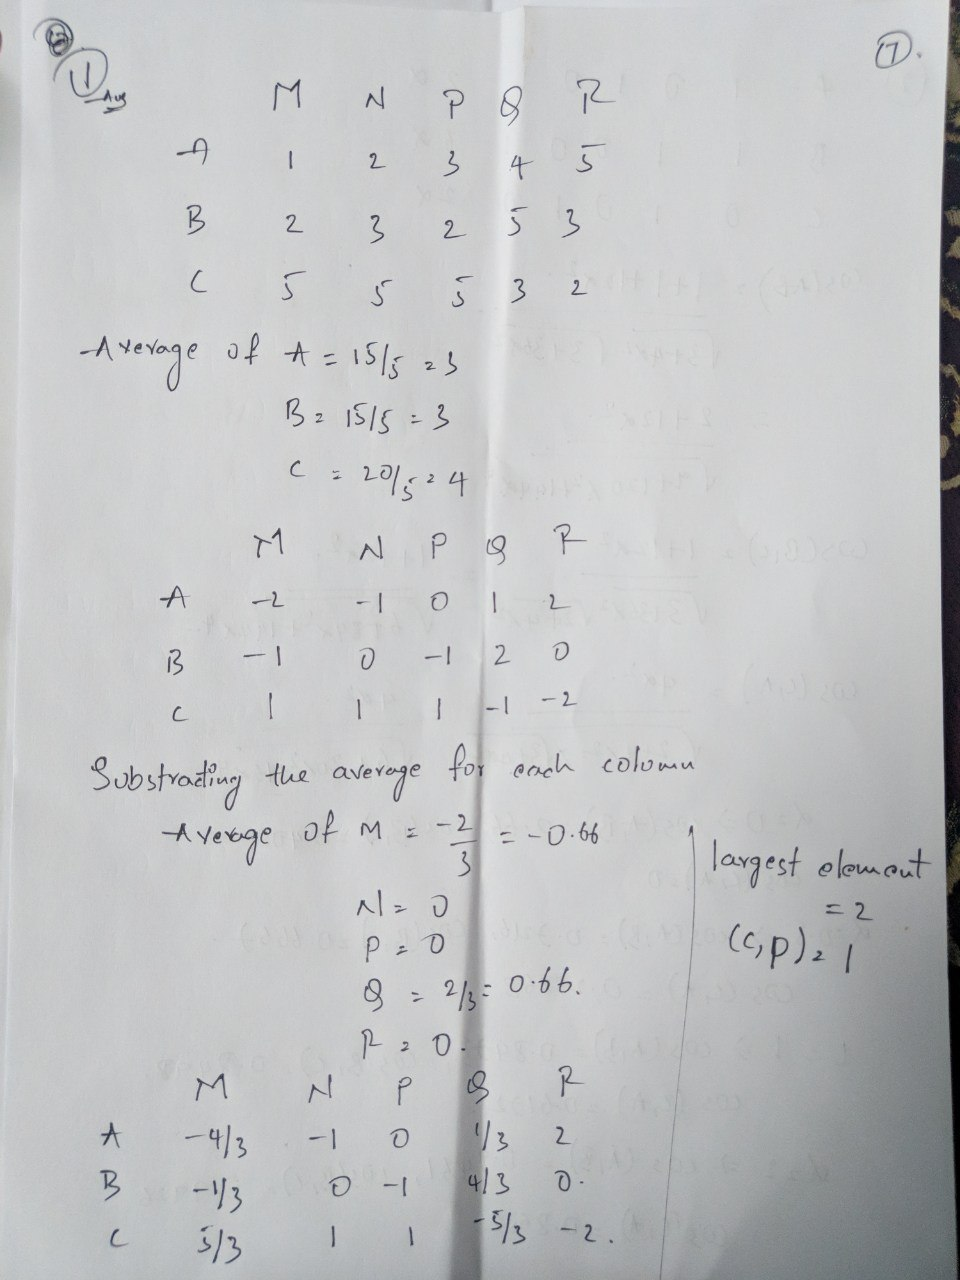 7.
1) Ans
M N P Q R
A 1 2 3 4 5
B 2 3 2 5 3
C 5 5 5 3 2
Average of A = 15/5 = 3
B = 15/5 = 3
C = 20/5 = 4
M N P Q R
A -2 -1 0 1 2
B -1 0 -1 2 0
C 1 1 1 -1 -2
Substracting the average for each column
Average of M = -2/3 = -0.66
N = 0
P = 0
Q = 2/3 = 0.66.
R = 0.
largest element
= 2
(C,P) = 1
M N P Q R
A -4/3 -1 0 1/3 2
B -1/3 0 -1 4/3 0.
C 5/3 1 1 -5/3 -2.